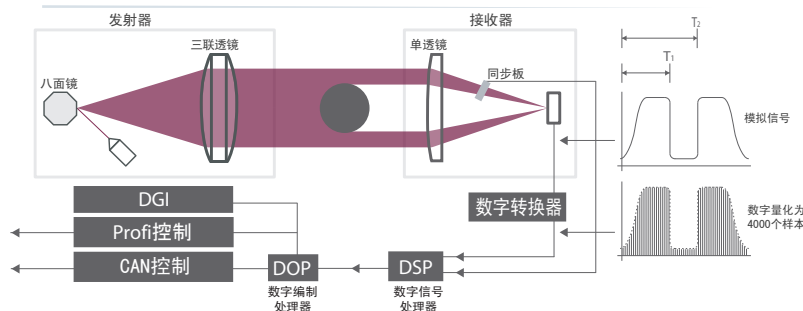 发射器
接收器
T₂
三联透镜
单透镜
T₁
同步板
八面镜
模拟信号
DGI
数字转换器
数字量化为
4000个样本
Profi控制
CAN控制
DOP
DSP
数字编制
处理器
数字信号
处理器